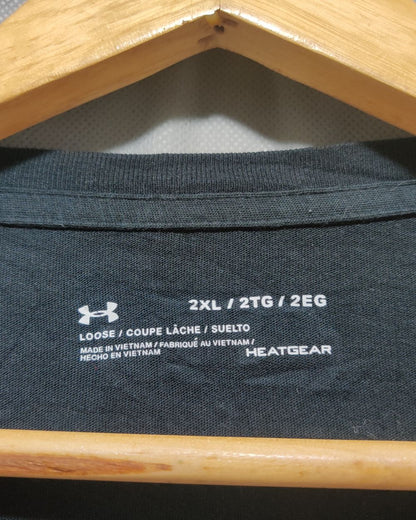 2XL / 2TG / 2EG
LOOSE / COUPE LÂCHE / SUELTO
MADE IN VIETNAM / FABRIQUÉ AU VIETNAM /
HECHO EN VIETNAM
HEATGEAR